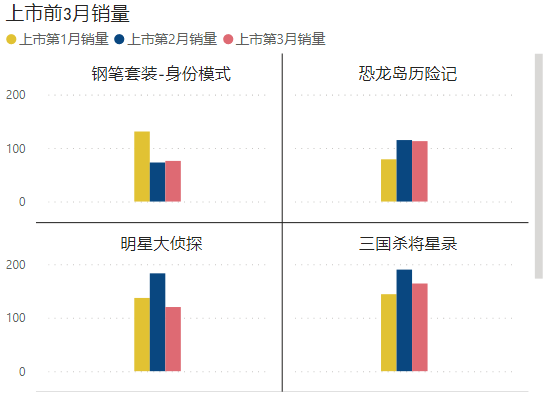 上市前3月销量
上市第1月销量 上市第2月销量 上市第3月销量
钢笔套装-身份模式 恐龙岛历险记
200
100
0
明星大侦探 三国杀将星录
200
100
0